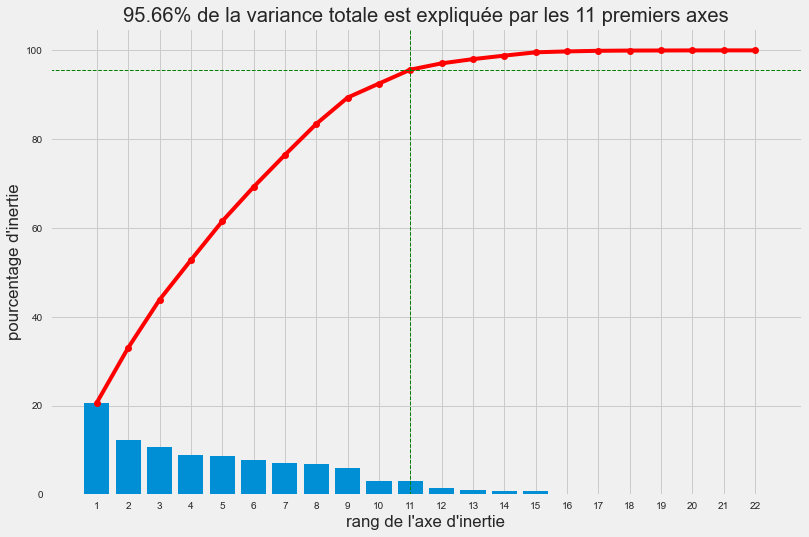 95.66% de la variance totale est expliquée par les 11 premiers axes
pourcentage d'inertie
100
80
60
40
20
0
1 2 3 4 5 6 7 8 9 10 11 12 13 14 15 16 17 18 19 20 21 22
rang de l'axe d'inertie